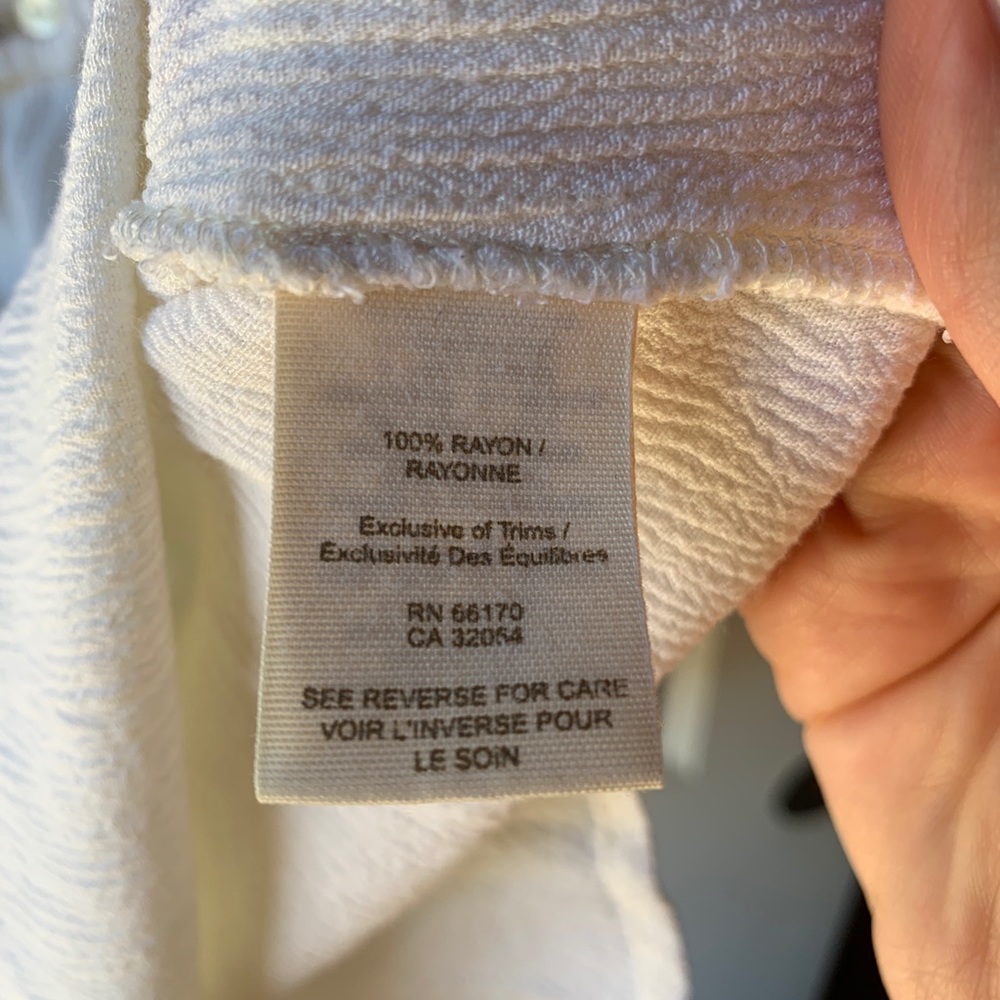 100% RAYON /
RAYONNE
Exclusive of Trims /
Exclusivité Des Équilibres
RN 66170
CA 32054
SEE REVERSE FOR CARE
VOIR L'INVERSE POUR
LE SOIN